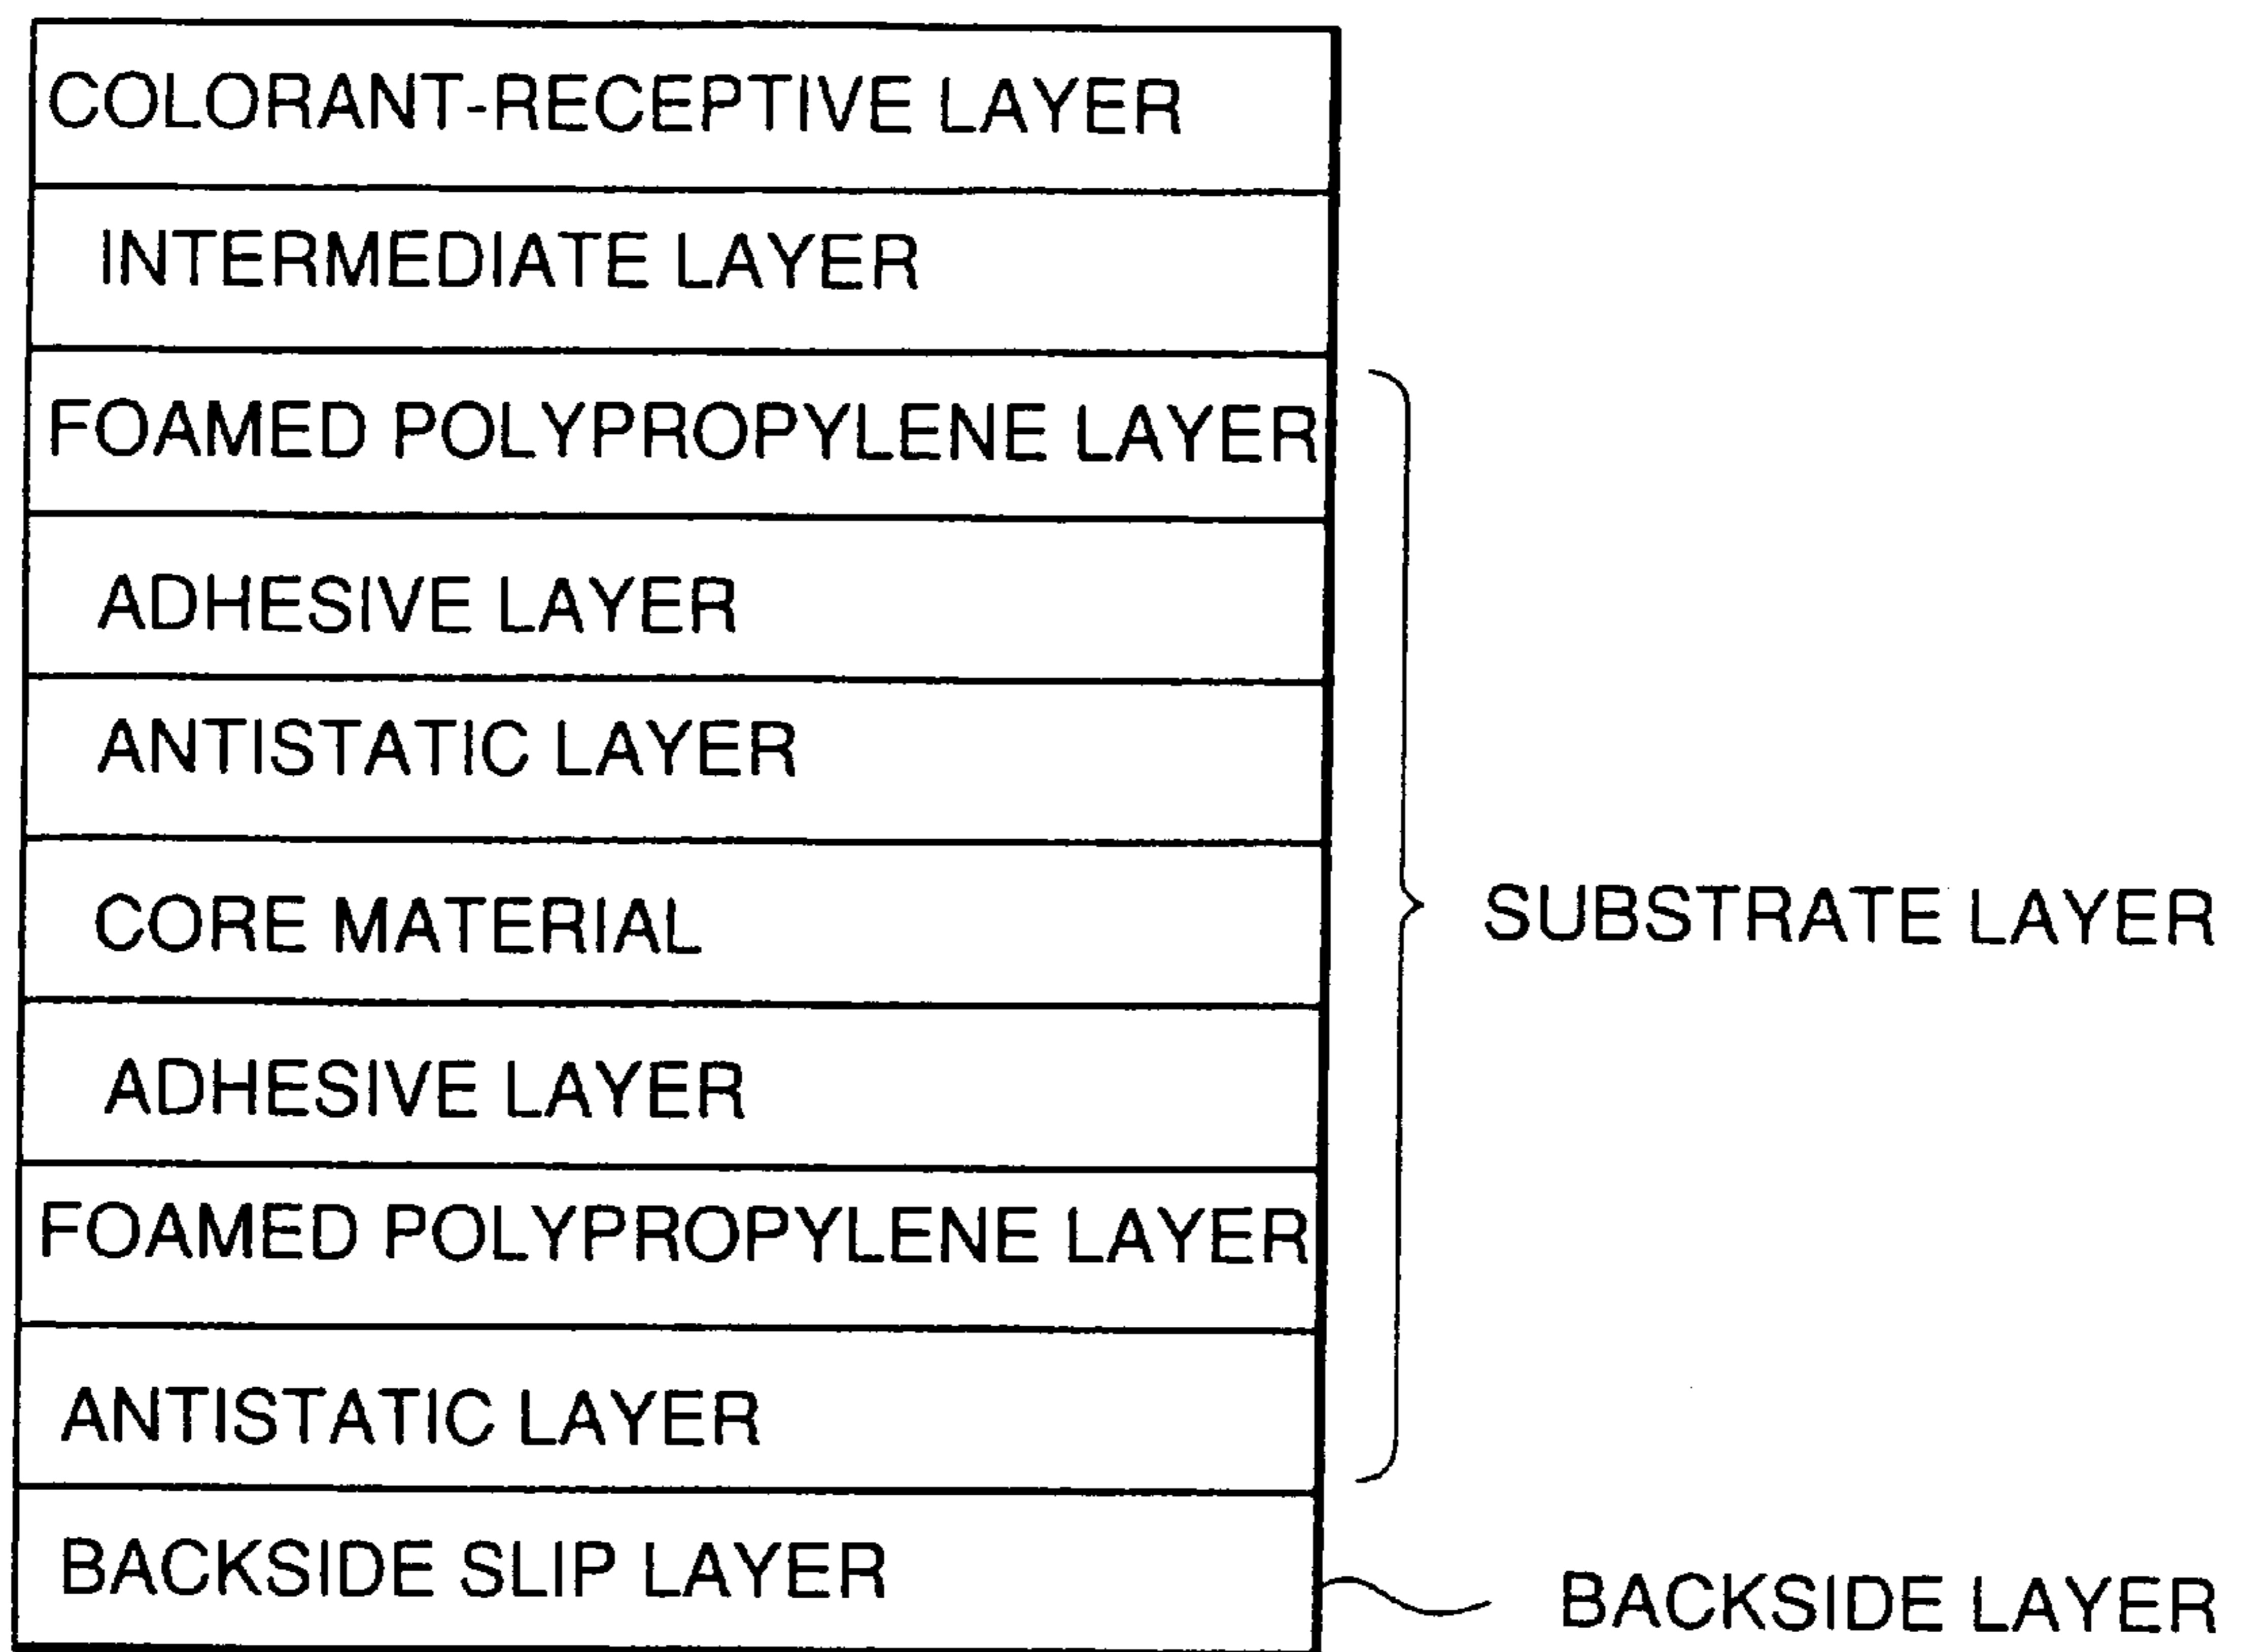 COLORANT-RECEPTIVE LAYER
INTERMEDIATE LAYER
FOAMED POLYPROPYLENE LAYER
ADHESIVE LAYER
ANTISTATIC LAYER
CORE MATERIAL
SUBSTRATE LAYER
ADHESIVE LAYER
FOAMED POLYPROPYLENE LAYER
ANTISTATIC LAYER
BACKSIDE SLIP LAYER
BACKSIDE LAYER